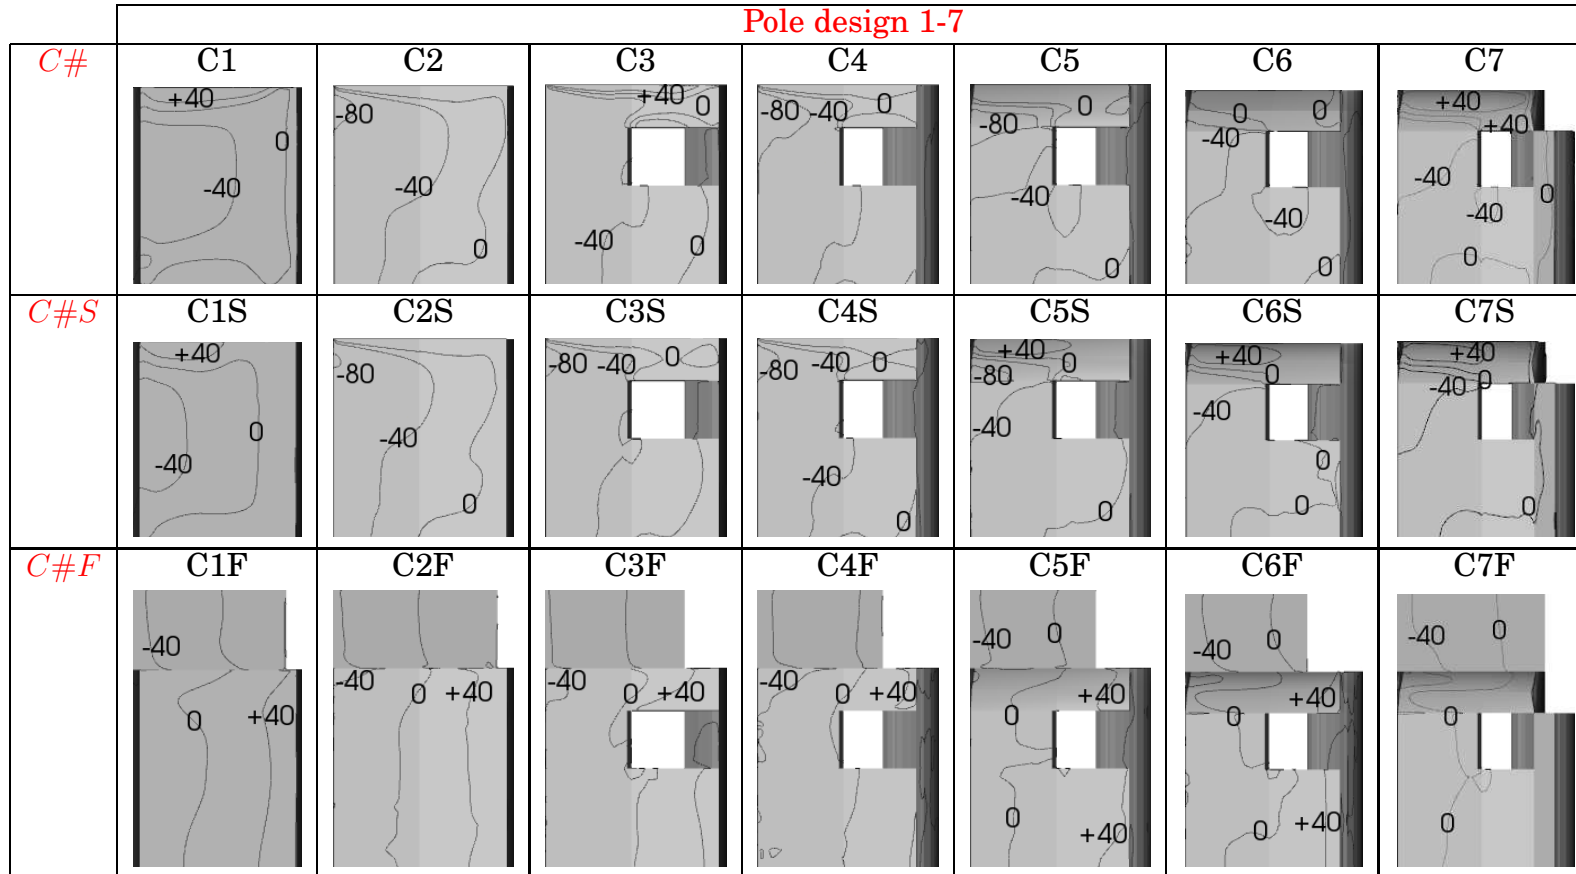 Pole design 1-7
C# C1 C2 C3 C4 C5 C6 C7
+40 0 -40
-80 -40 0
+40 0 -40 0
-80 -40 0
0 -80 -40 0
0 -40 -40 0
+40 +40 -40 0 -40 0
C#S C1S C2S C3S C4S C5S C6S C7S
+40 0 -40
-80 -40 0
-80 -40 0
-80 -40 0 -40 0
+40 0 -80 -40 0
+40 0 -40 0 0
+40 -40 0 0
C#F C1F C2F C3F C4F C5F C6F C7F
-40 0 +40
-40 0 +40
-40 0 +40
-40 0 +40
-40 0 +40 0 0 +40
-40 0 +40 0 0 +40
-40 0 0 0